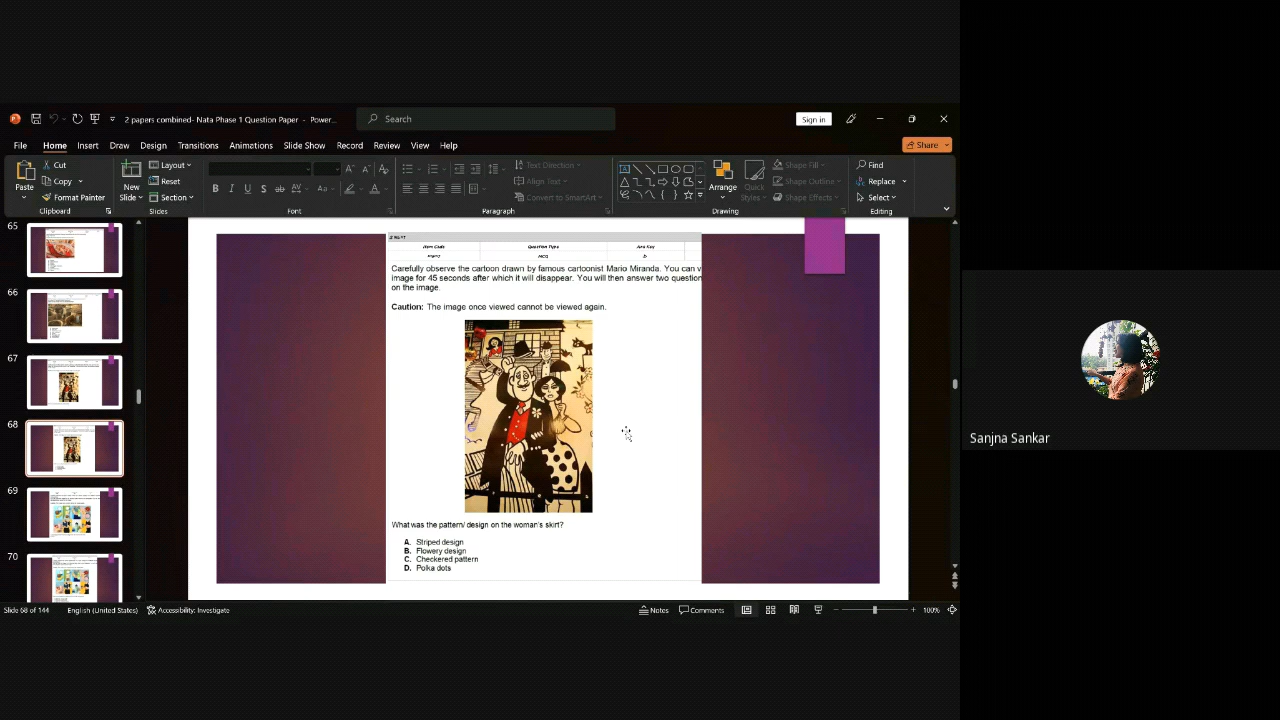 2 papers combined- Nata Phase 1 Question Paper - Power...
Search
Sign in
File Home Insert Draw Design Transitions Animations Slide Show Record Review View Help
Share
Paste
Cut
Copy
Format Painter
Clipboard
New
Slide
Layout
Reset
Section
Slides
B I U S ab AV Aa A
Font
Text Direction
Align Text
Convert to SmartArt
Paragraph
Arrange
Quick
Styles
Shape Fill
Shape Outline
Shape Effects
Drawing
Find
Replace
Select
Editing
65
66
67
68
69
70
Item Code Question Type Ans Key
MCQ D
Carefully observe the cartoon drawn by famous cartoonist Mario Miranda. You can v
image for 45 seconds after which it will disappear. You will then answer two question
on the image.
Caution: The image once viewed cannot be viewed again.
What was the pattern/ design on the woman's skirt?
A. Striped design
B. Flowery design
C. Checkered pattern
D. Polka dots
Slide 68 of 144 English (United States) Accessibility: Investigate
Notes Comments 100%
Sanjna Sankar